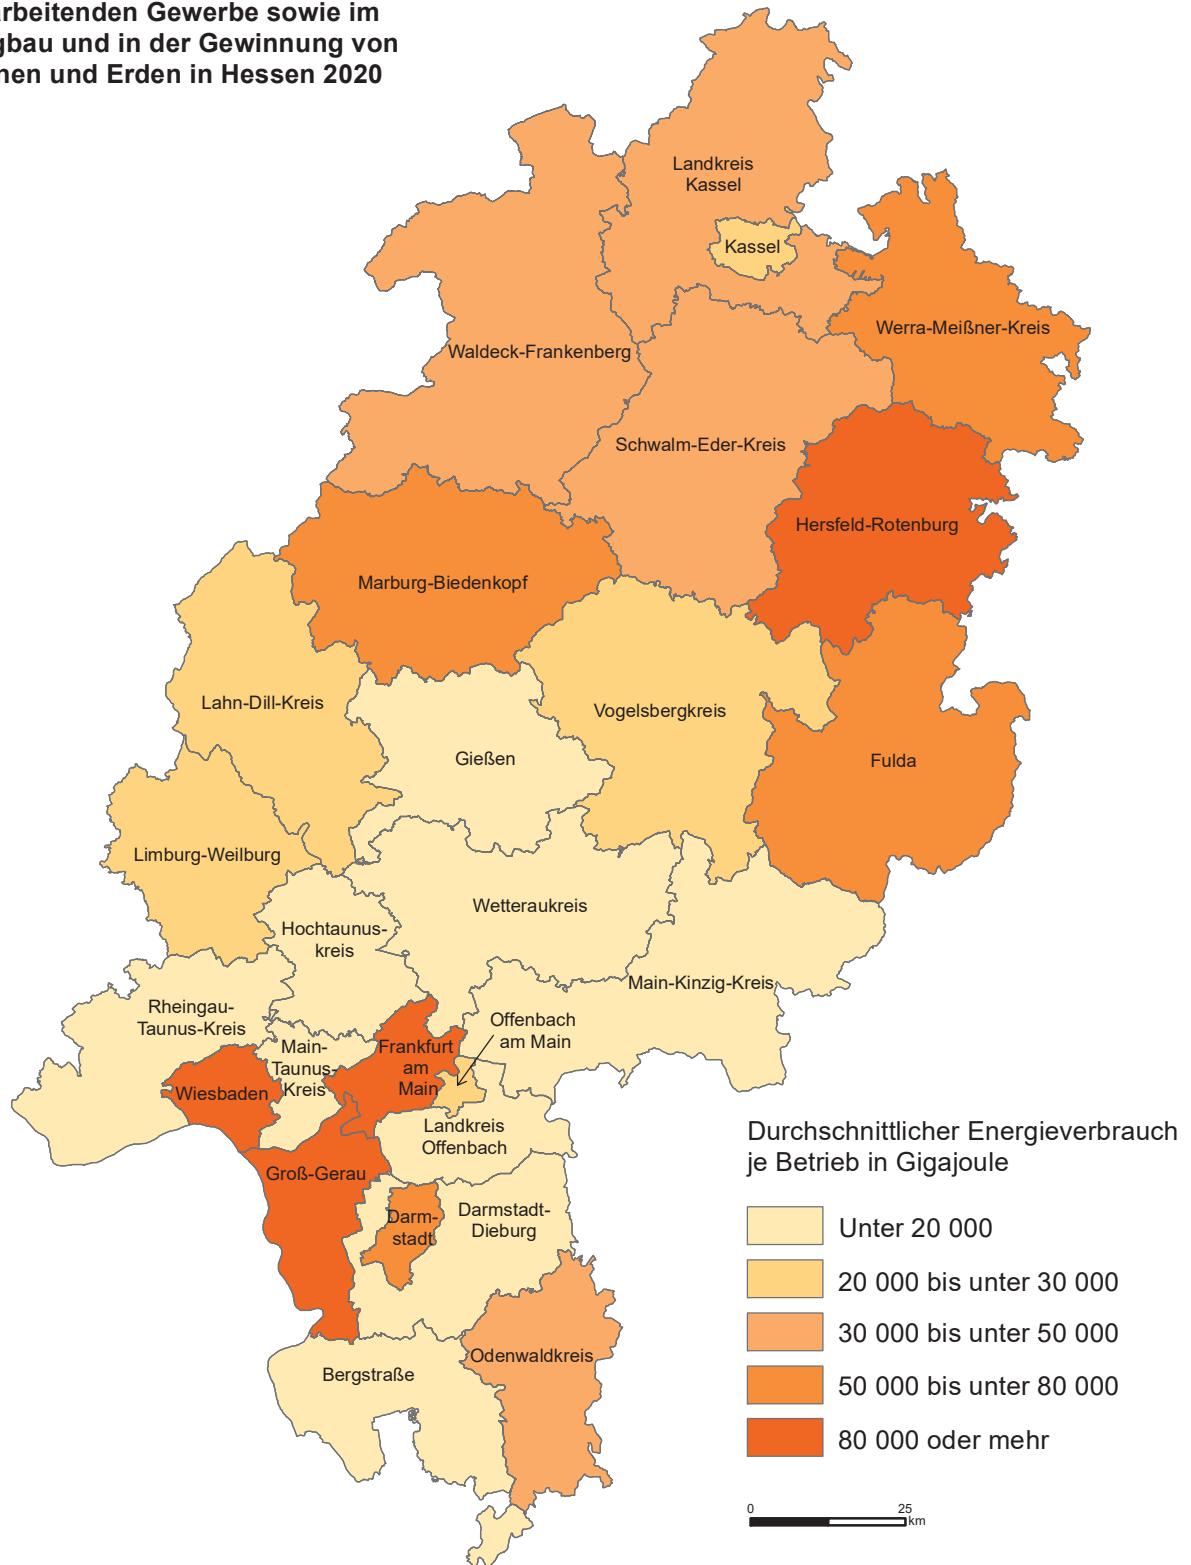 arbeitenden Gewerbe sowie im
gbau und in der Gewinnung von
nen und Erden in Hessen 2020
Landkreis
Kassel
Kassel
Werra-Meißner-Kreis
Waldeck-Frankenberg
Schwalm-Eder-Kreis
Hersfeld-Rotenburg
Marburg-Biedenkopf
Lahn-Dill-Kreis
Vogelsbergkreis
Gießen
Fulda
Limburg-Weilburg
Wetteraukreis
Hochtaunus-
kreis
Main-Kinzig-Kreis
Rheingau-
Taunus-Kreis
Offenbach
am Main
Main-
Taunus-
Kreis
Frankfurt
am
Main
Wiesbaden
Landkreis
Offenbach
Groß-Gerau
Darm-
stadt
Darmstadt-
Dieburg
Odenwaldkreis
Bergstraße
Durchschnittlicher Energieverbrauch
je Betrieb in Gigajoule
Unter 20 000
20 000 bis unter 30 000
30 000 bis unter 50 000
50 000 bis unter 80 000
80 000 oder mehr
0 25
km